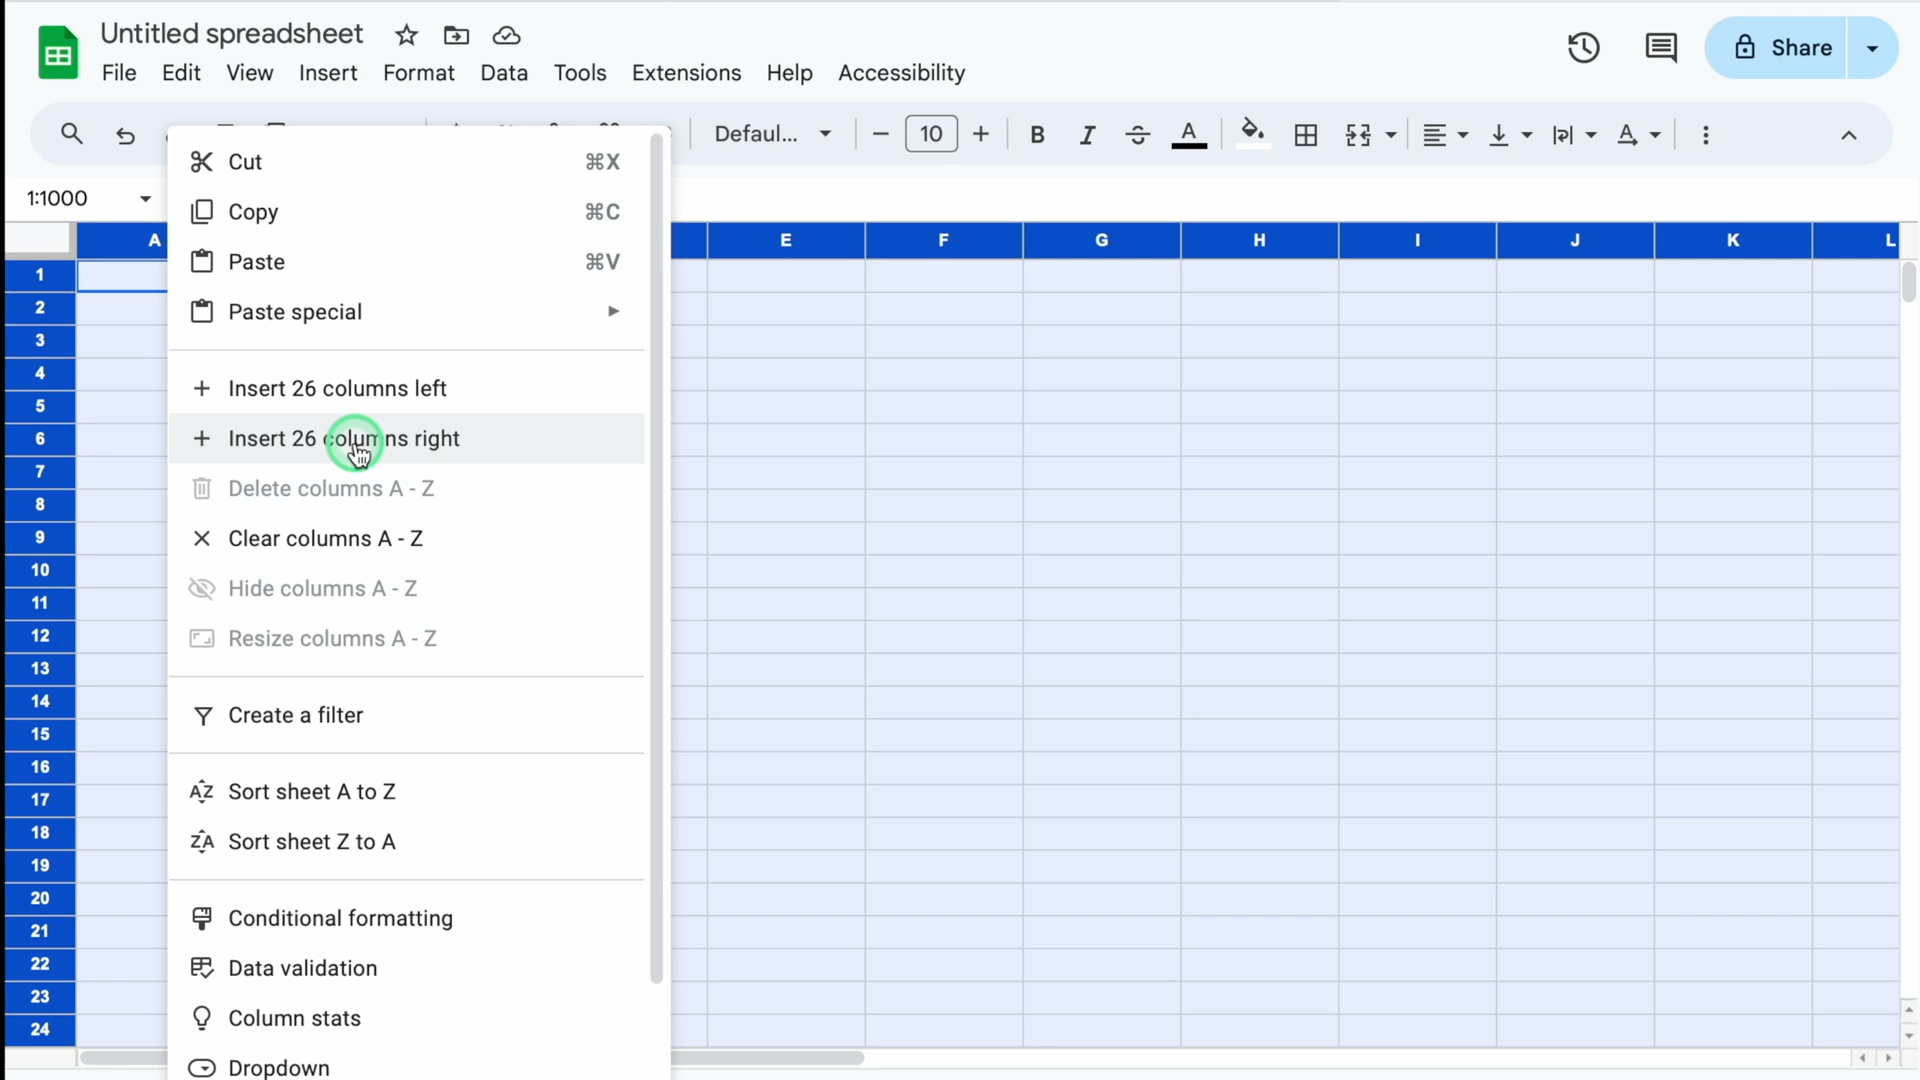 Untitled spreadsheet
File Edit View Insert Format Data Tools Extensions Help Accessibility
Share
Defaul... 10 B I A A
1:1000
A E F G H I J K L
Cut ⌘X
Copy ⌘C
Paste ⌘V
Paste special
Insert 26 columns left
Insert 26 columns right
Delete columns A - Z
Clear columns A - Z
Hide columns A - Z
Resize columns A - Z
Create a filter
Sort sheet A to Z
Sort sheet Z to A
Conditional formatting
Data validation
Column stats
Dropdown
1
2
3
4
5
6
7
8
9
10
11
12
13
14
15
16
17
18
19
20
21
22
23
24